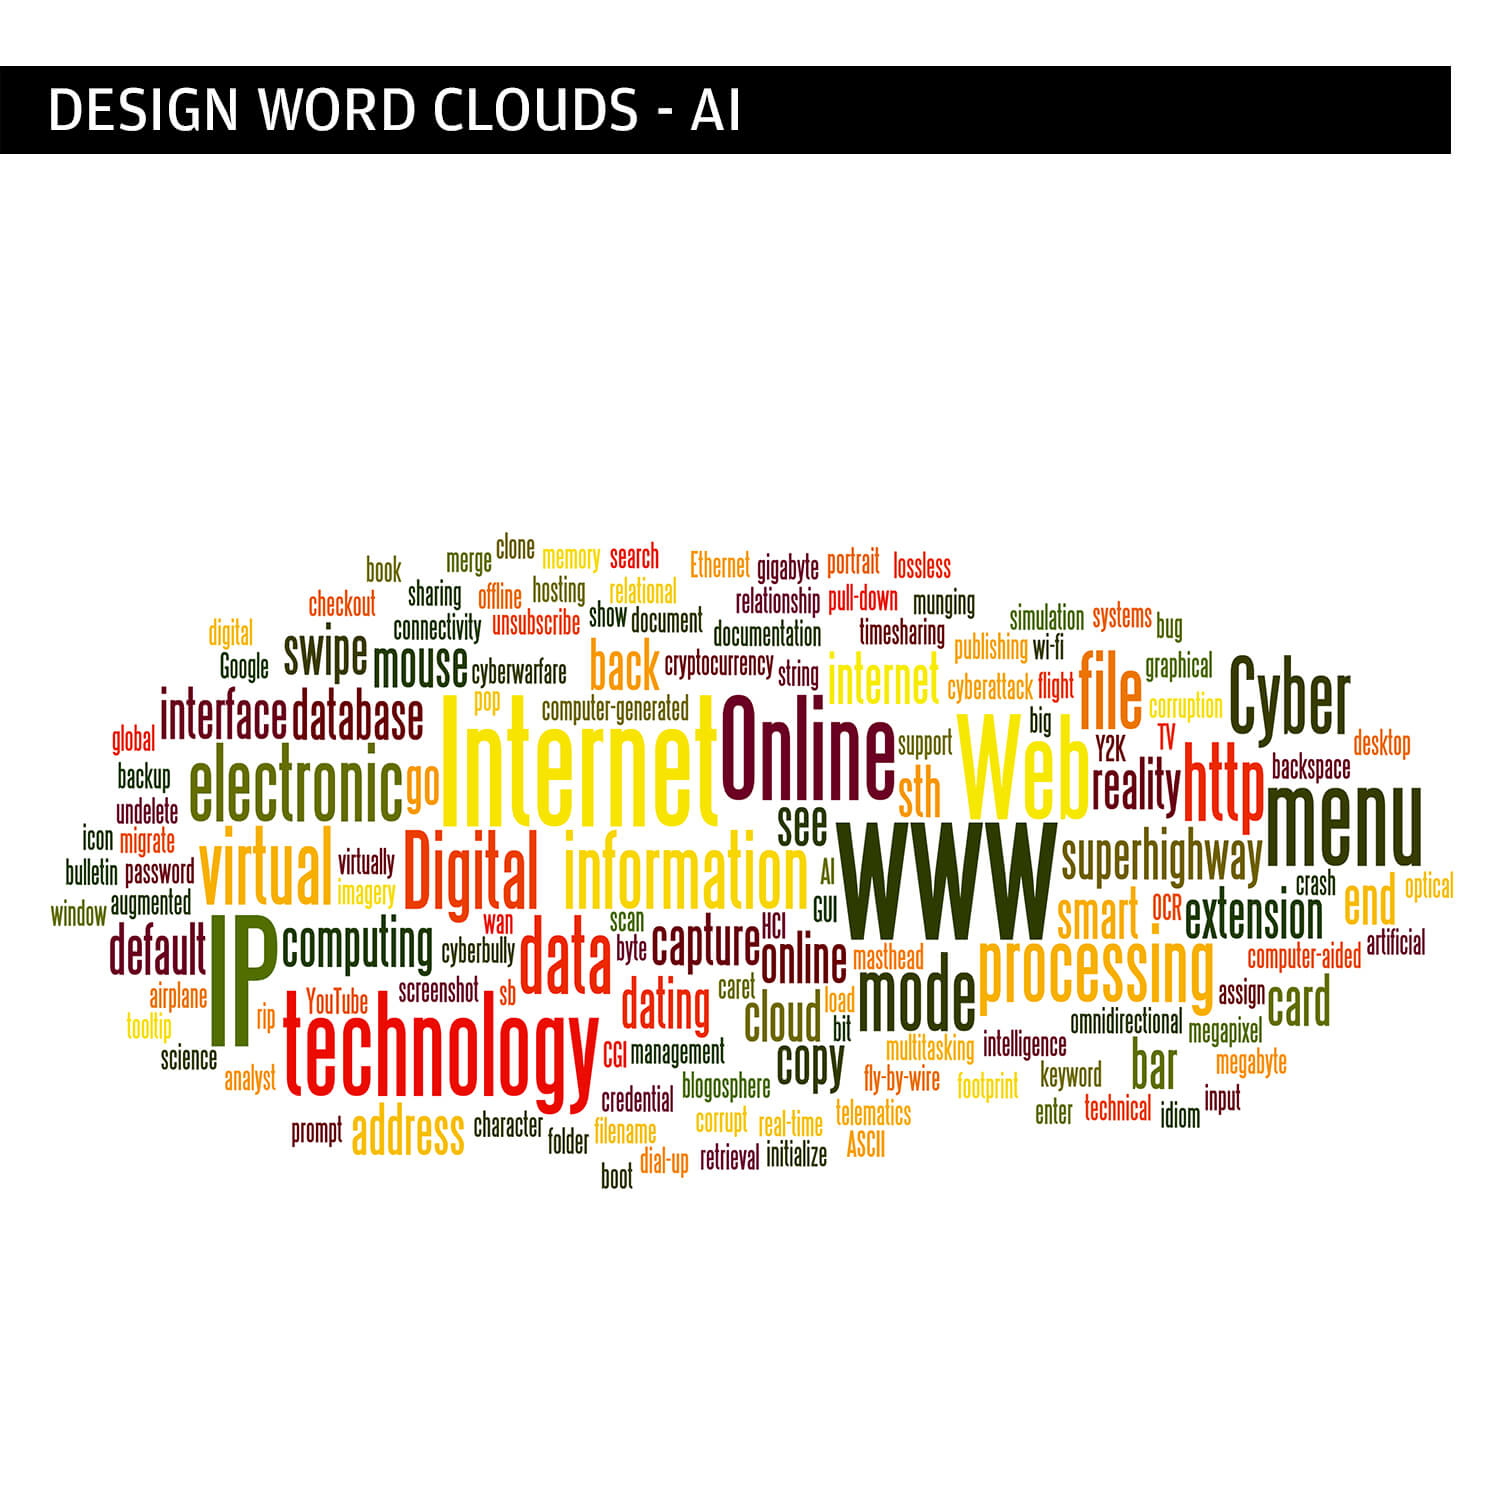 DESIGN WORD CLOUDS - AI
clone
merge
memory
search
book
Ethernet
gigabyte
portrait
lossless
sharing
offline
hosting
relational
checkout
relationship
pull-down
munging
connectivity
unsubscribe
show
document
documentation
timesharing
simulation
systems
bug
digital
Google
swipe
mouse
cyberwarfare
back
cryptocurrency
string
internet
publishing
wi-fi
cyberattack
flight
file
graphical
corruption
Cyber
interface
database
pop
computer-generated
Internet
Online
support
Web
big
Y2K
TV
desktop
global
backup
electronic
go
sth
reality
http
backspace
menu
undelete
icon
migrate
virtual
virtually
Digital
information
see
AI
www
superhighway
crash
bulletin
password
imagery
augmented
GUI
smart
OCR
extension
end
optical
window
default
IP
computing
wan
cyberbully
data
scan
byte
capture
HCI
online
masthead
processing
computer-aided
artificial
airplane
tooltip
rip
YouTube
screenshot
sb
dating
caret
cloud
load
bit
mode
assign
card
science
analyst
technology
CGI
management
copy
multitasking
intelligence
omnidirectional
megapixel
blogosphere
fly-by-wire
footprint
keyword
bar
megabyte
credential
enter
technical
idiom
input
prompt
address
character
folder
filename
corrupt
real-time
telematics
ASCII
boot
dial-up
retrieval
initialize